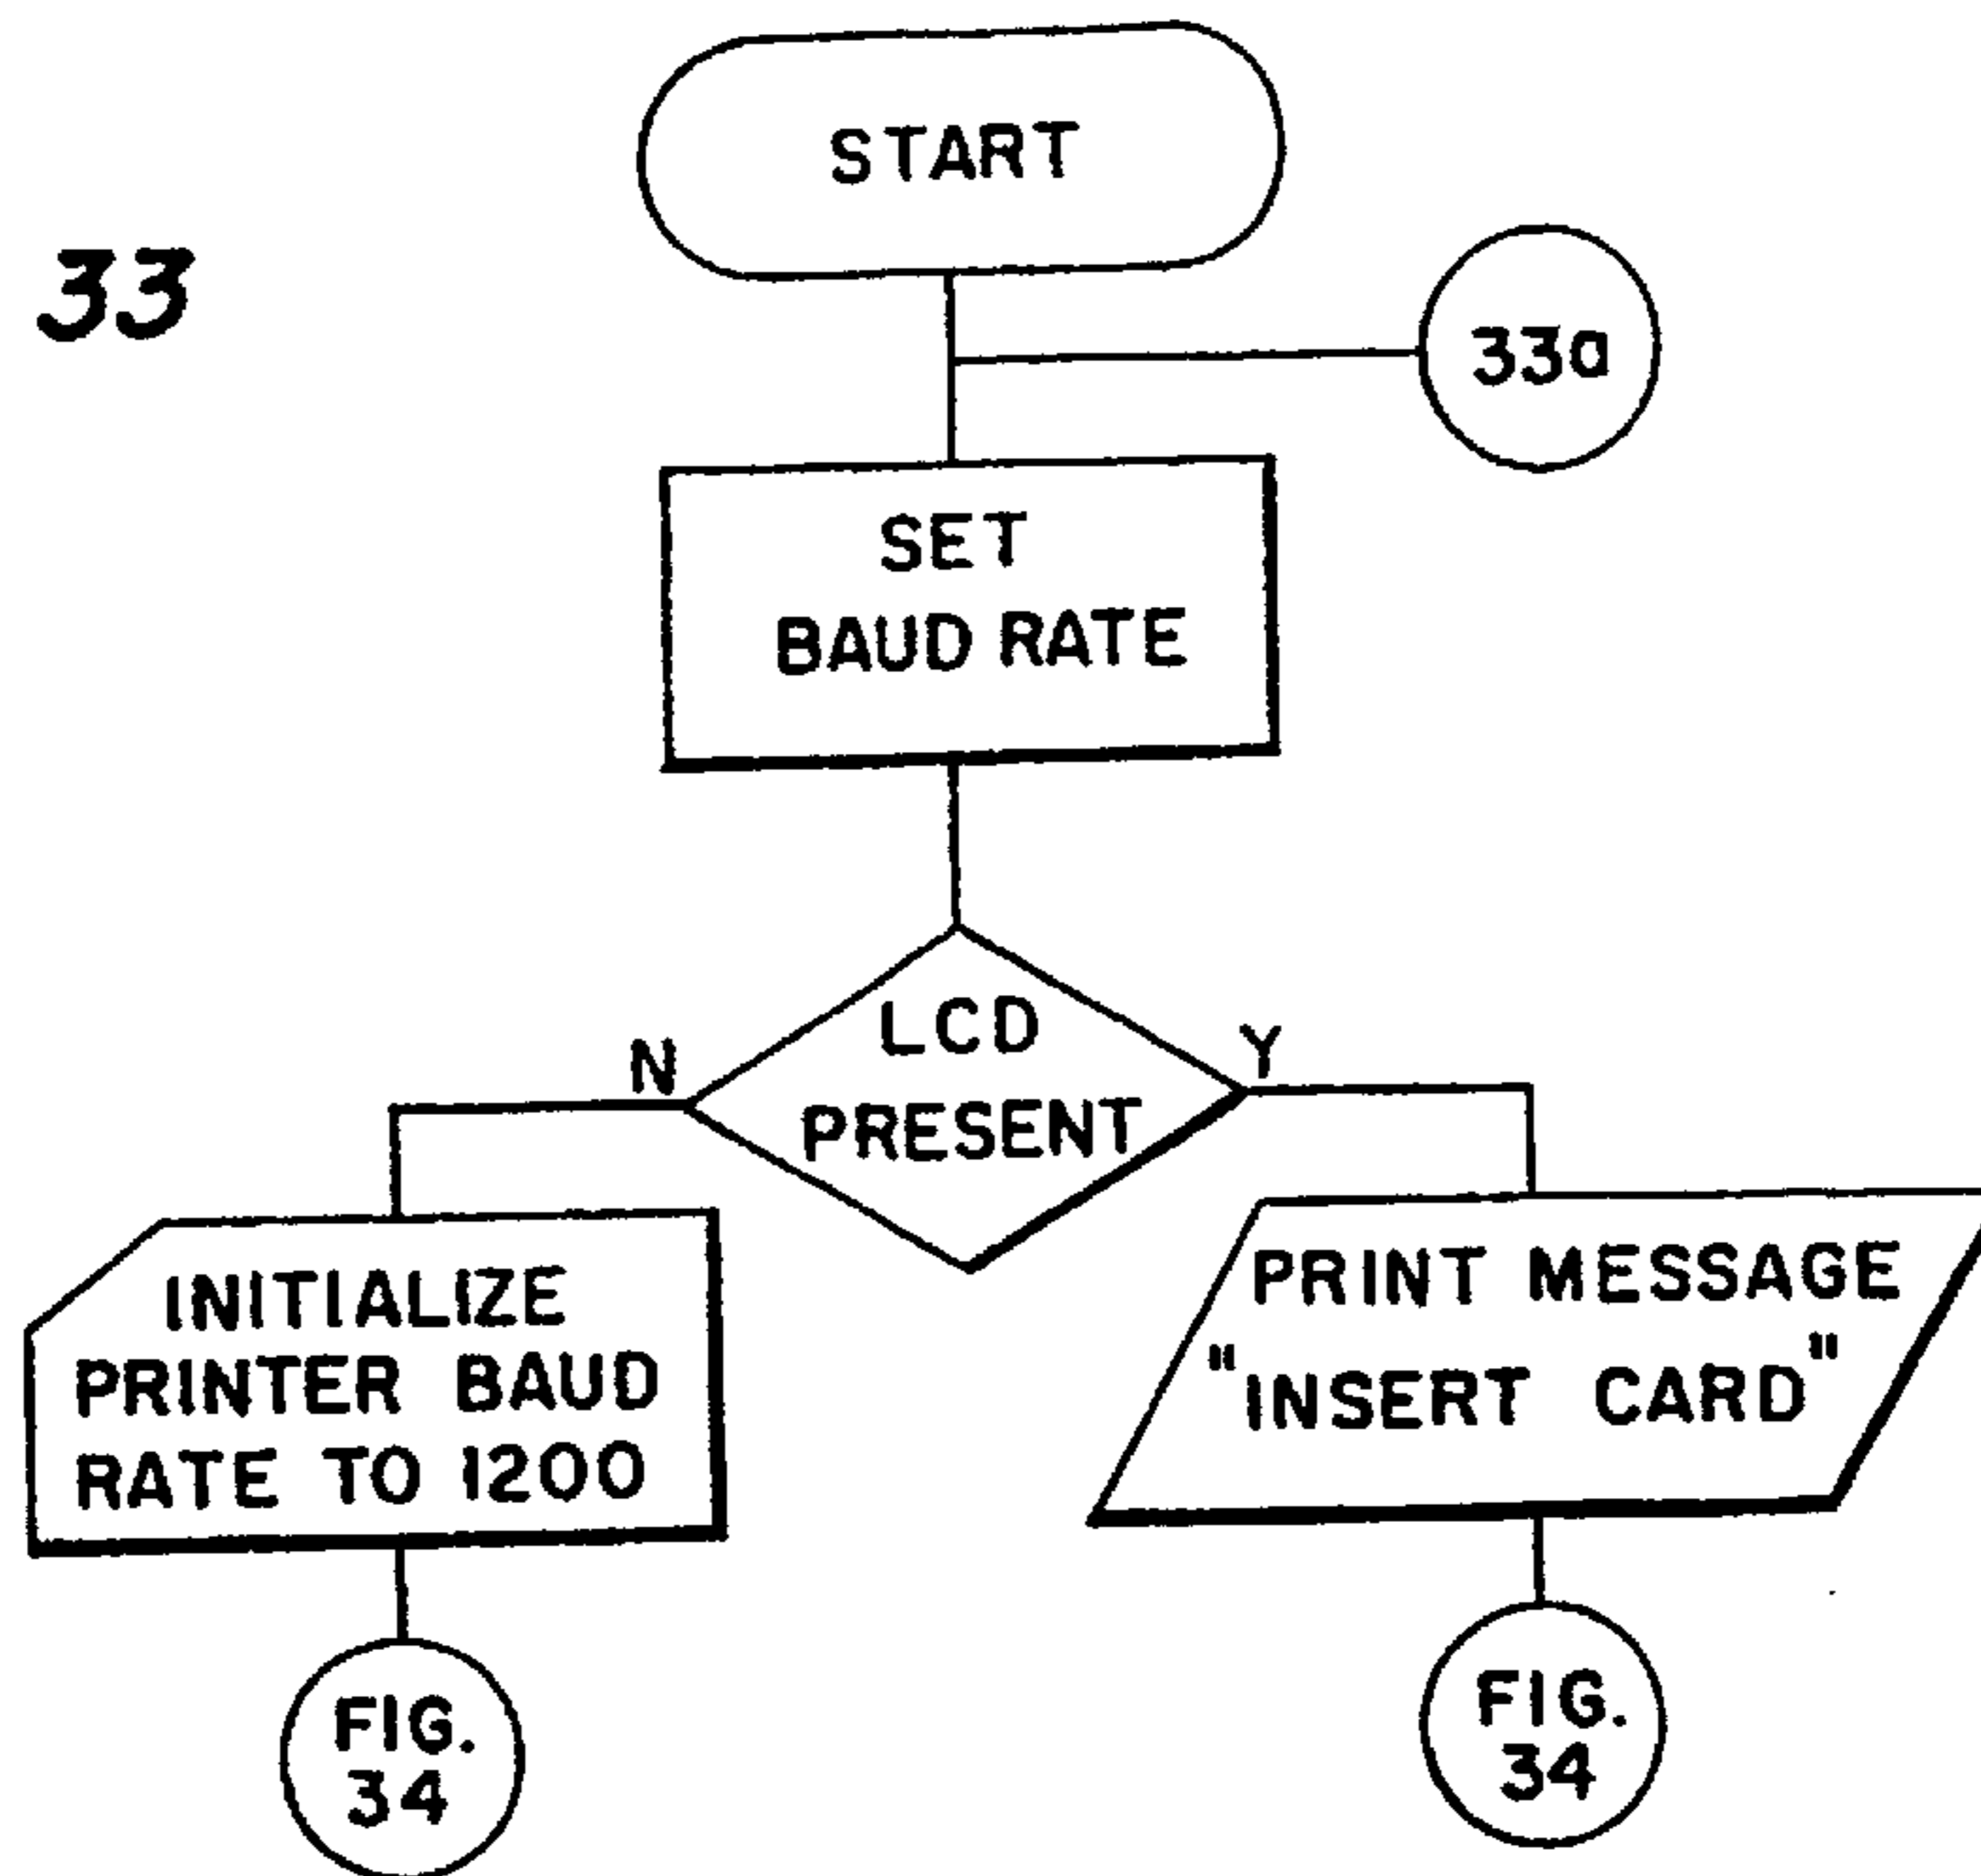 START
33
33a
SET
BAUD RATE
LCD
PRESENT
N
Y
INITIALIZE
PRINTER BAUD
RATE TO 1200
PRINT MESSAGE
"INSERT CARD"
FIG.
34
FIG.
34